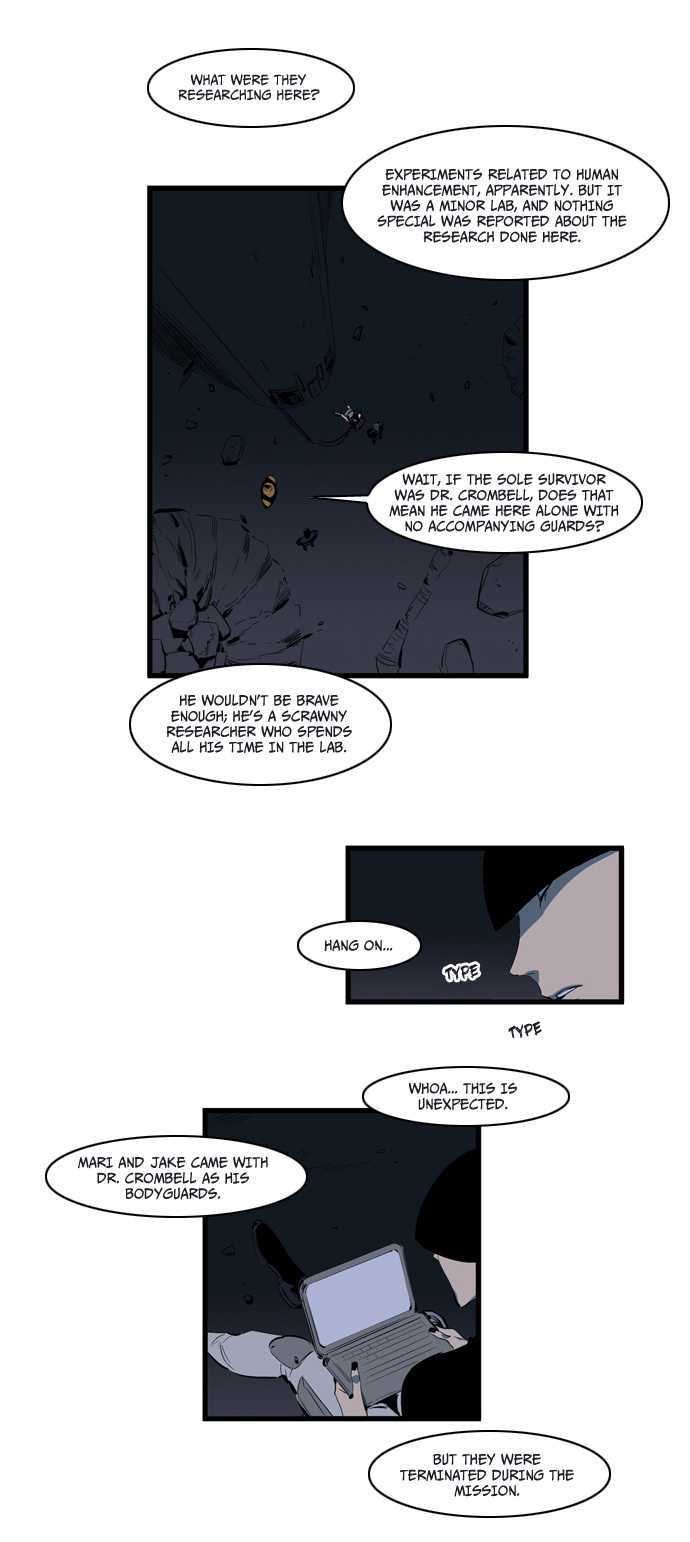 WHAT WERE THEY
RESEARCHING HERE?
EXPERIMENTS RELATED TO HUMAN
ENHANCEMENT, APPARENTLY. BUT IT
WAS A MINOR LAB, AND NOTHING
SPECIAL WAS REPORTED ABOUT THE
RESEARCH DONE HERE.
WAIT, IF THE SOLE SURVIVOR
WAS DR. CROMBELL, DOES THAT
MEAN HE CAME HERE ALONE WITH
NO ACCOMPANYING GUARDS?
HE WOULDN'T BE BRAVE
ENOUGH; HE'S A SCRAWNY
RESEARCHER WHO SPENDS
ALL HIS TIME IN THE LAB.
HANG ON...
TYPE
TYPE
WHOA... THIS IS
UNEXPECTED.
MARI AND JAKE CAME WITH
DR. CROMBELL AS HIS
BODYGUARDS.
BUT THEY WERE
TERMINATED DURING THE
MISSION.